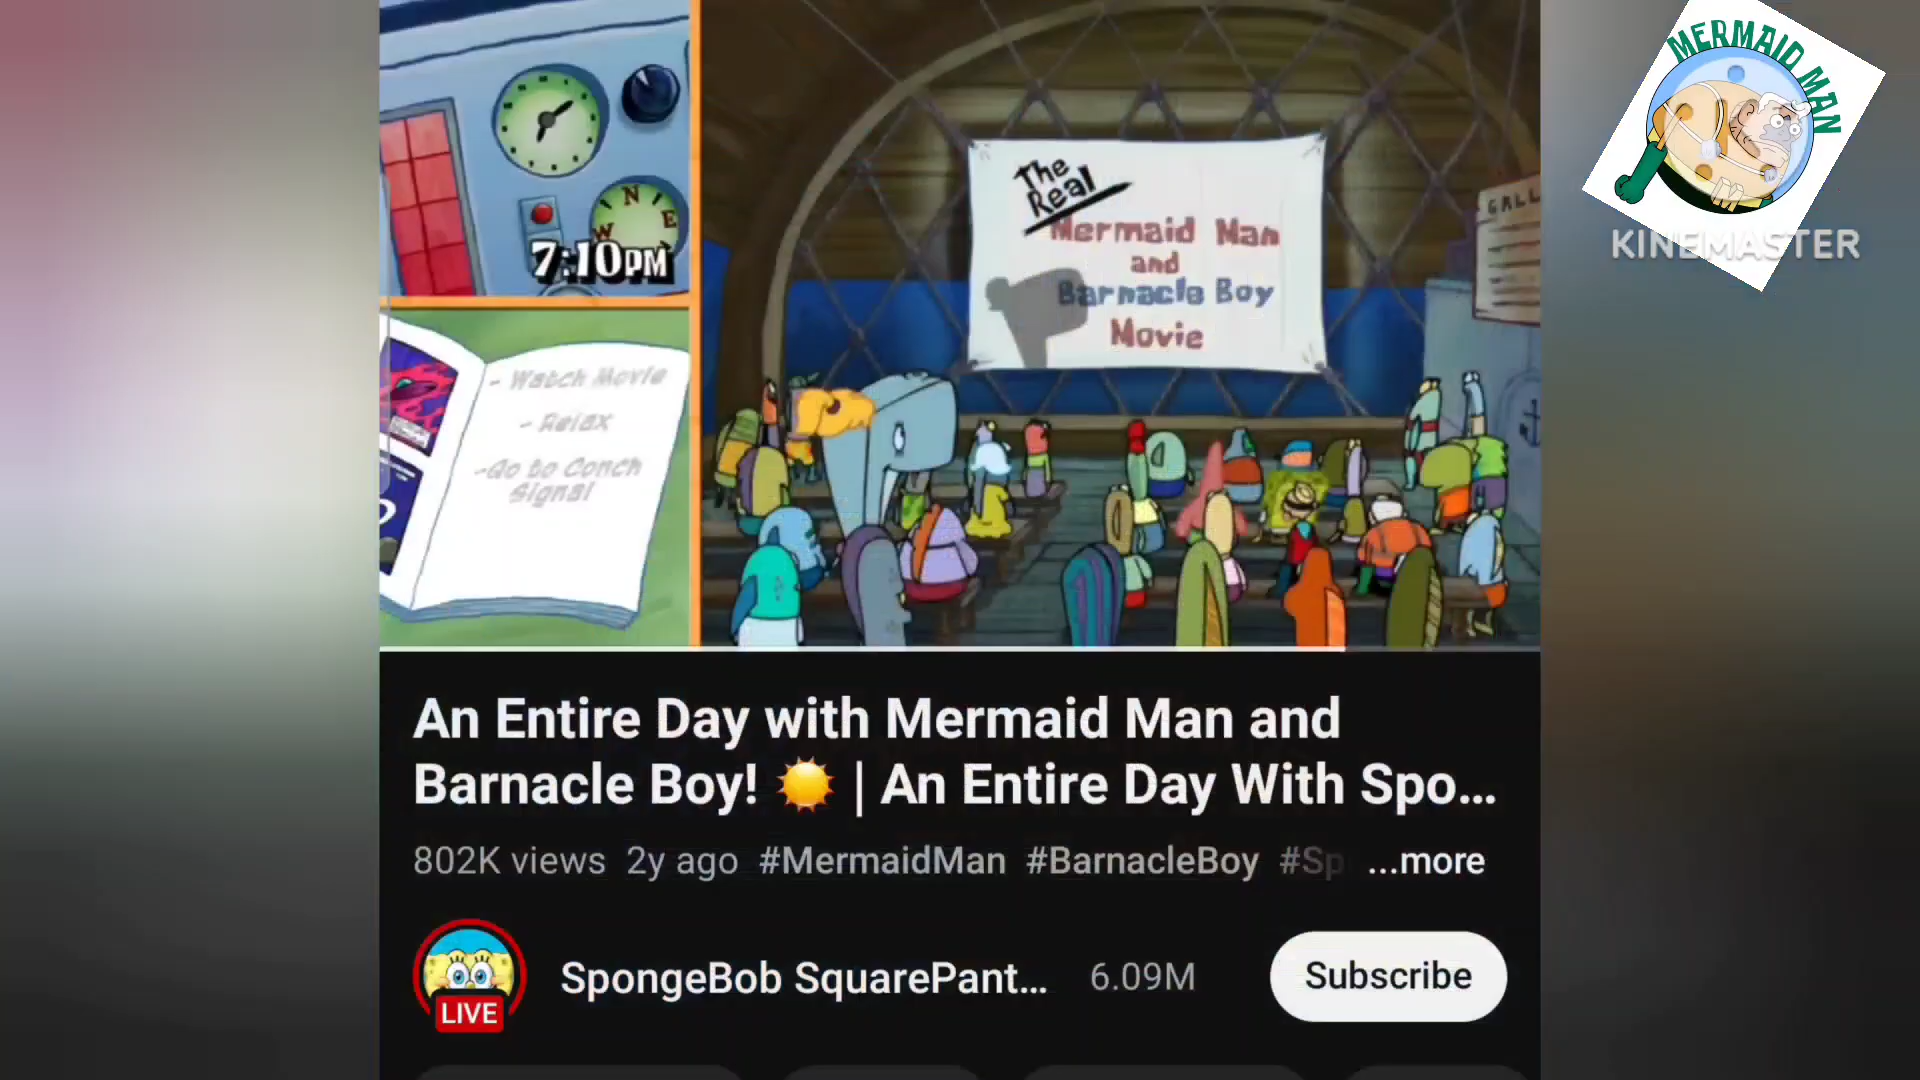 MERMAID MAN
M
KINEMASTER
N
E
W
7:10PM
The
Real
Mermaid Man
and
Barnacle Boy
Movie
GALL
- Watch Movie
- Relax
-Go to Conch
Signal
An Entire Day with Mermaid Man and
Barnacle Boy! ☀️ | An Entire Day With Spo...
802K views 2y ago #MermaidMan #BarnacleBoy #Sp ...more
LIVE
SpongeBob SquarePant... 6.09M
Subscribe